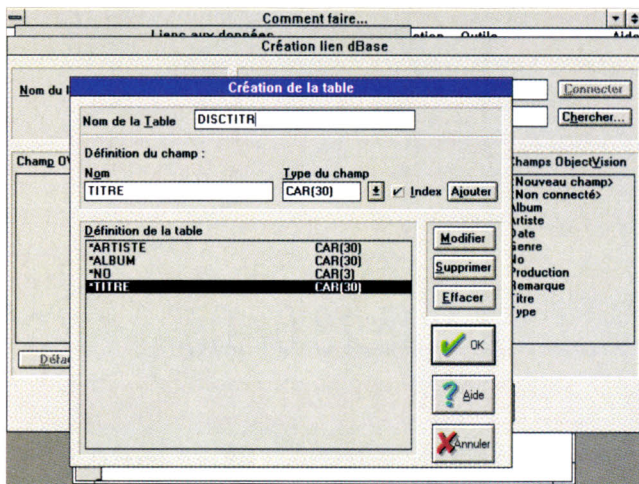 Comment faire...
Liens aux données
Outils
Aide
Création lien dBase
Création de la table
Nom du l
Connecter
Nom de la Table DISCTITR
Chercher...
Définition du champ :
Champ OV
Champs ObjectVision
Nom Type du champ
TITRE CAR(30) Index Ajouter
<Nouveau champ>
<Non connecté>
Album
Artiste
Date
Genre
No
Production
Remarque
Titre
Type
Définition de la table
*ARTISTE CAR(30)
*ALBUM CAR(30)
*NO CAR(3)
*TITRE CAR(30)
Modifier
Supprimer
Effacer
OK
Aide
Annuler
Déta